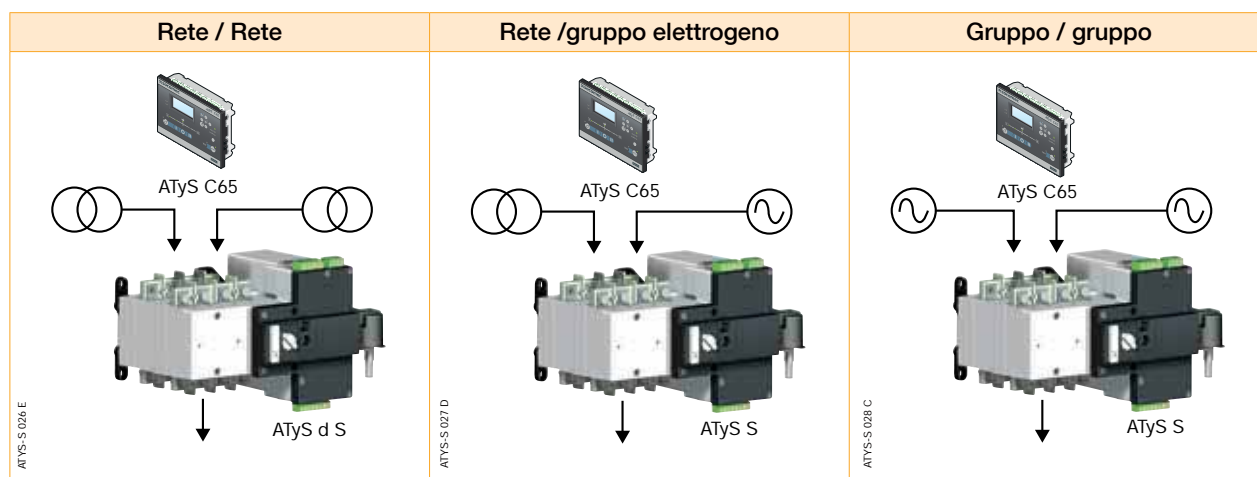 Rete / Rete
Rete /gruppo elettrogeno
Gruppo / gruppo
ATyS C65
ATyS d S
ATYS-S 026 E
ATyS C65
ATyS S
ATYS-S 027 D
ATyS C65
ATyS S
ATYS-S 028 C